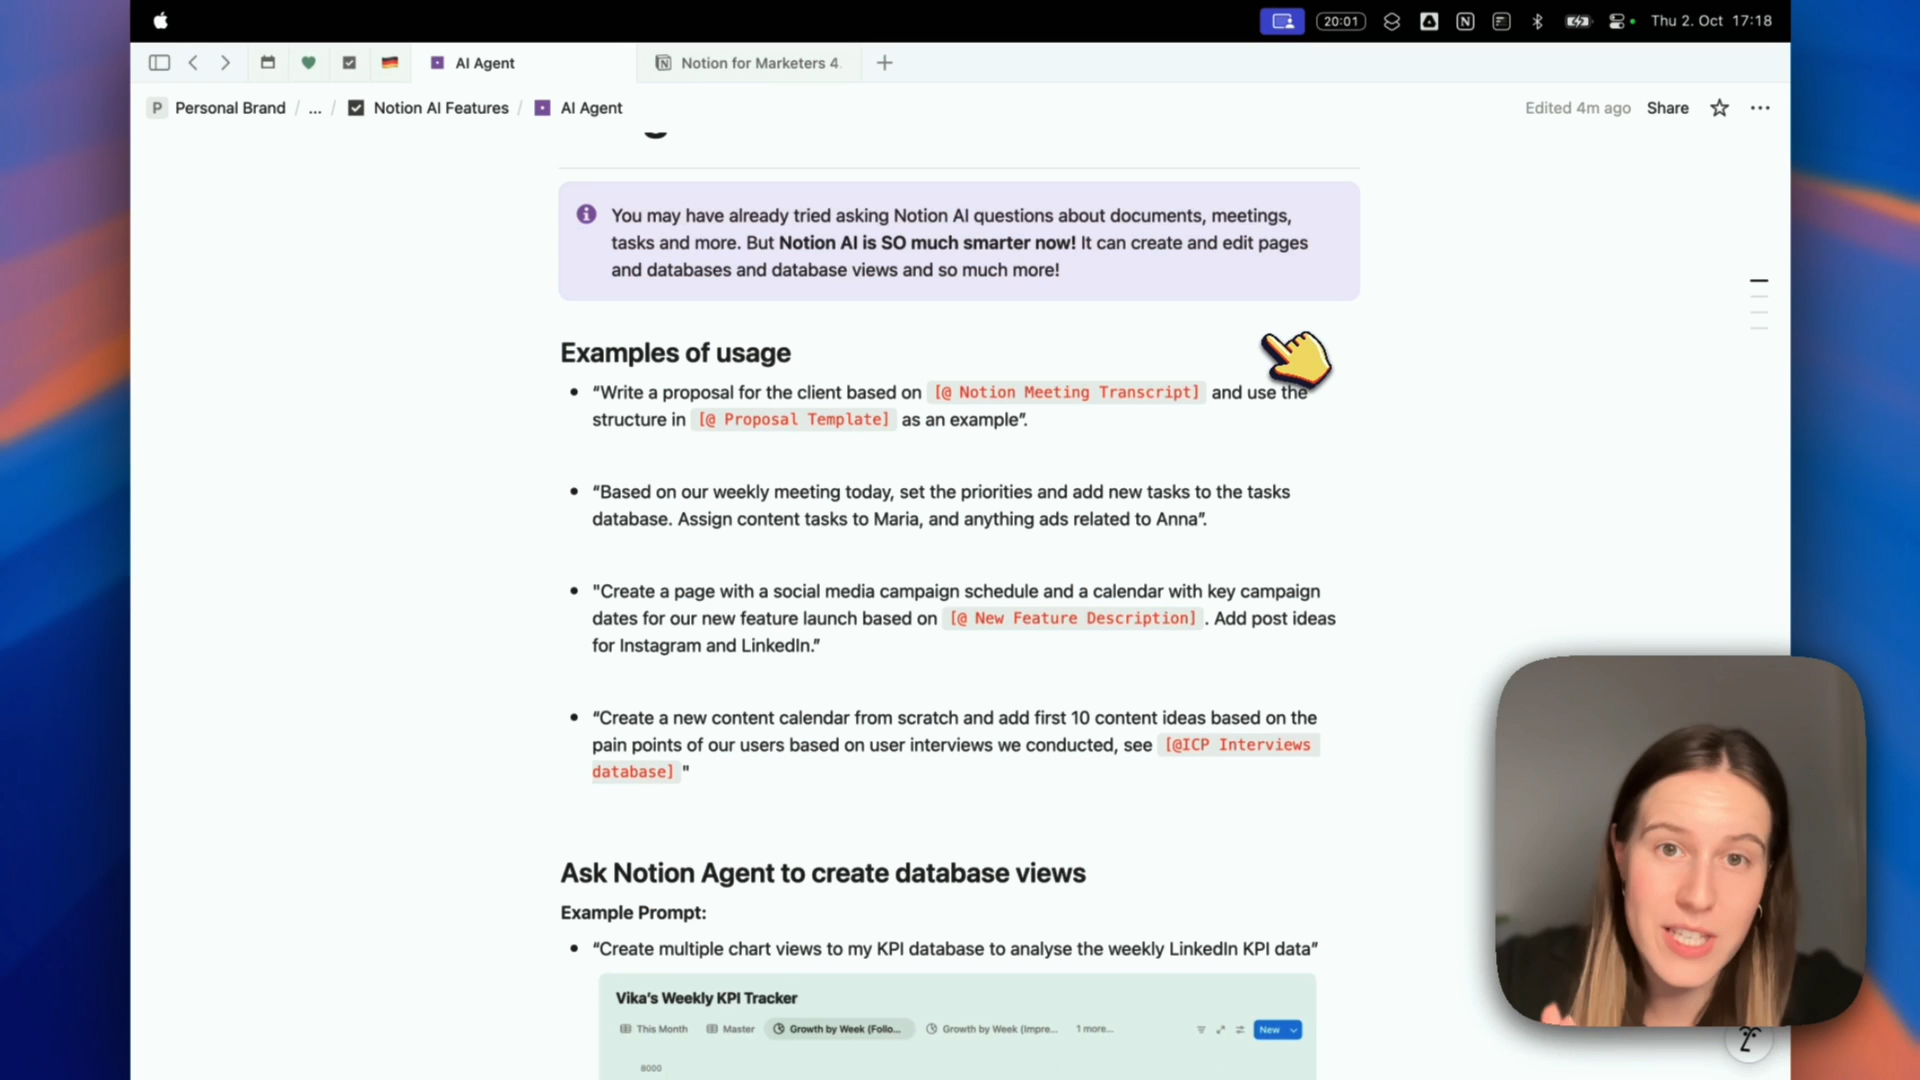 20:01
Thu 2. Oct 17:18
AI Agent
Notion for Marketers 4
P Personal Brand / ... / Notion AI Features / AI Agent
Edited 4m ago Share
You may have already tried asking Notion AI questions about documents, meetings,
tasks and more. But Notion AI is SO much smarter now! It can create and edit pages
and databases and database views and so much more!
Examples of usage
• “Write a proposal for the client based on [@ Notion Meeting Transcript] and use the
structure in [@ Proposal Template] as an example”.
• “Based on our weekly meeting today, set the priorities and add new tasks to the tasks
database. Assign content tasks to Maria, and anything ads related to Anna”.
• "Create a page with a social media campaign schedule and a calendar with key campaign
dates for our new feature launch based on [@ New Feature Description] . Add post ideas
for Instagram and LinkedIn.”
• “Create a new content calendar from scratch and add first 10 content ideas based on the
pain points of our users based on user interviews we conducted, see [@ICP Interviews
database] "
Ask Notion Agent to create database views
Example Prompt:
• “Create multiple chart views to my KPI database to analyse the weekly LinkedIn KPI data”
Vika’s Weekly KPI Tracker
This Month Master Growth by Week (Follo... Growth by Week (Impre... 1 more... New
8000